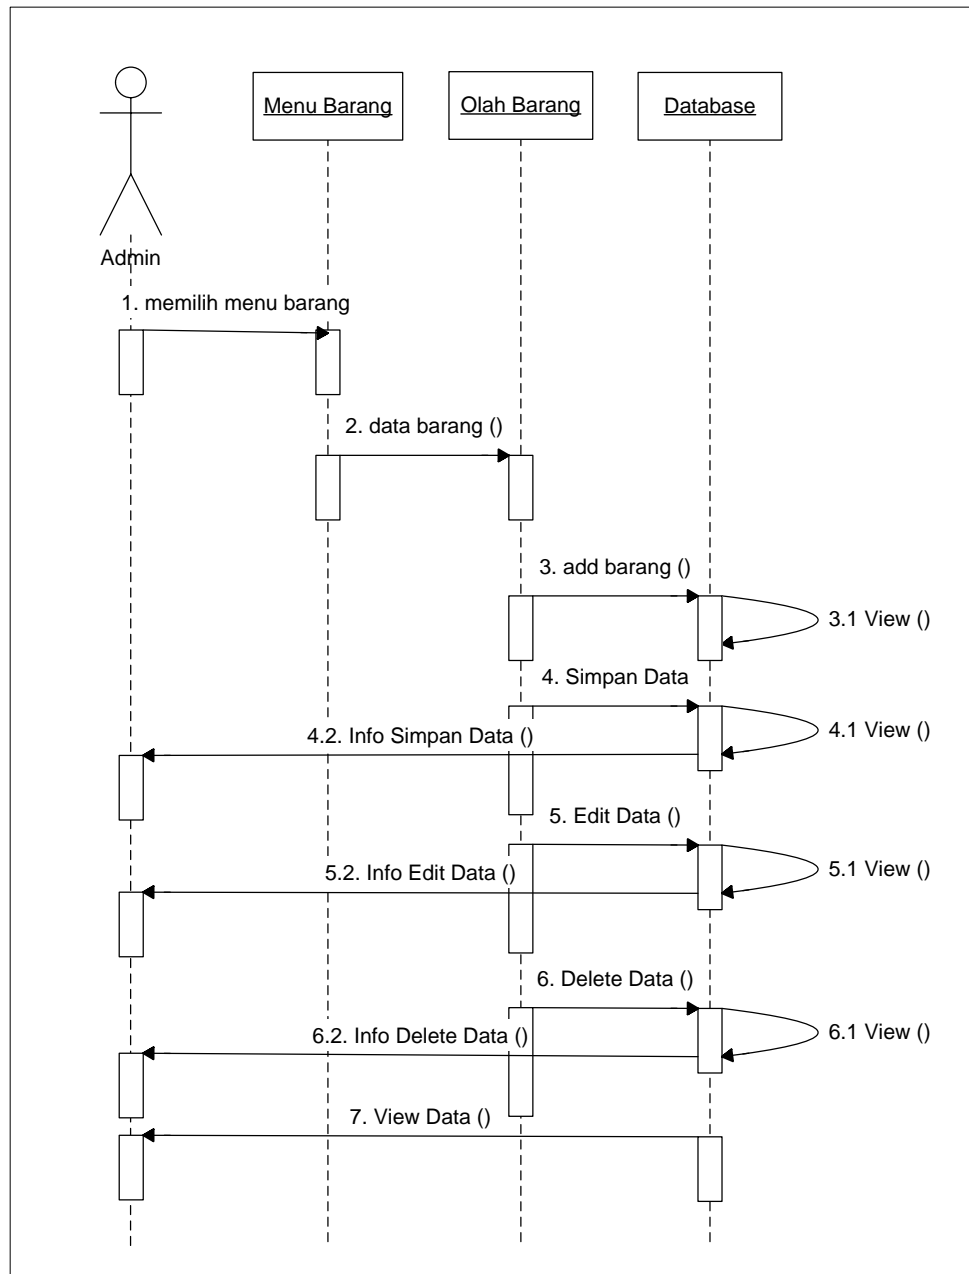 Menu Barang
Olah Barang
Database
Admin
1. memilih menu barang
2. data barang ()
3. add barang ()
3.1 View ()
4. Simpan Data
4.1 View ()
4.2. Info Simpan Data ()
5. Edit Data ()
5.1 View ()
5.2. Info Edit Data ()
6. Delete Data ()
6.1 View ()
6.2. Info Delete Data ()
7. View Data ()